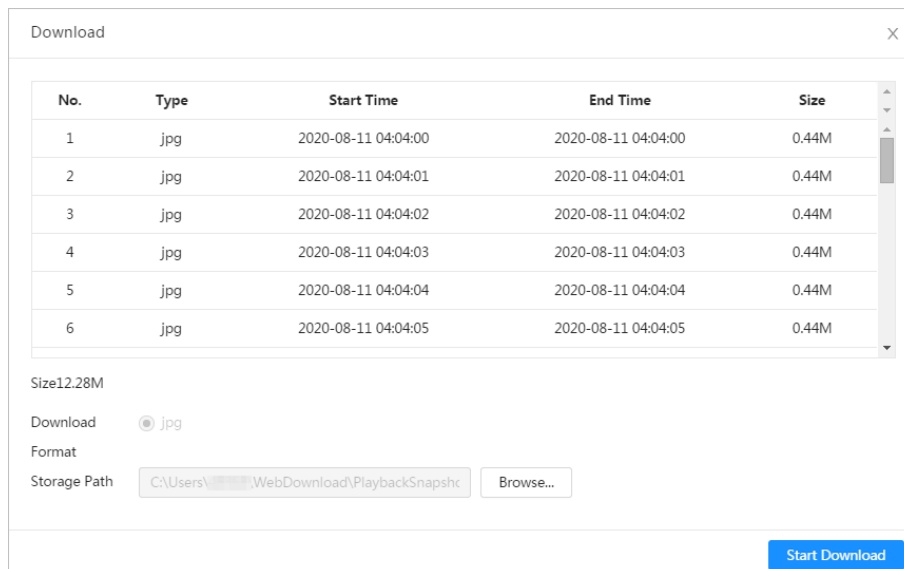 Download X
No. Type Start Time End Time Size
1 jpg 2020-08-11 04:04:00 2020-08-11 04:04:00 0.44M
2 jpg 2020-08-11 04:04:01 2020-08-11 04:04:01 0.44M
3 jpg 2020-08-11 04:04:02 2020-08-11 04:04:02 0.44M
4 jpg 2020-08-11 04:04:03 2020-08-11 04:04:03 0.44M
5 jpg 2020-08-11 04:04:04 2020-08-11 04:04:04 0.44M
6 jpg 2020-08-11 04:04:05 2020-08-11 04:04:05 0.44M
Size12.28M
Download jpg
Format
Storage Path C:\Users\ WebDownload\PlaybackSnapsho Browse...
Start Download